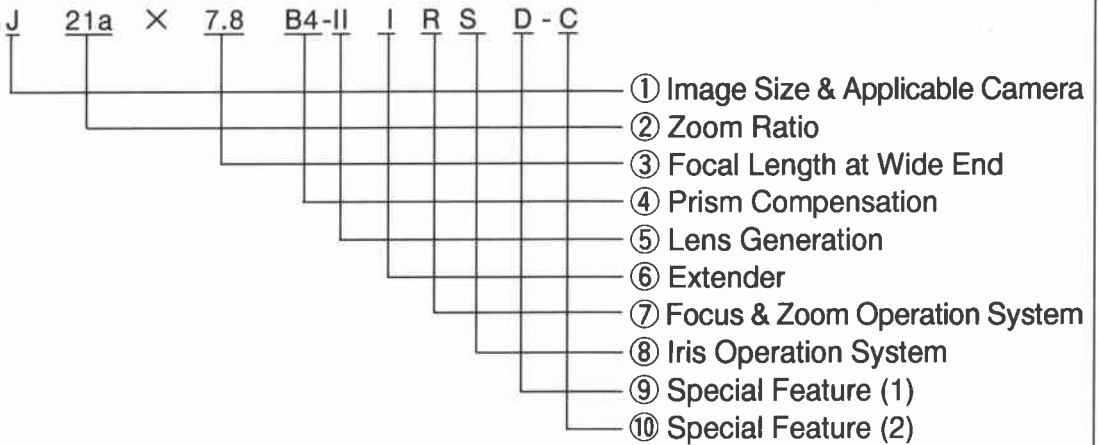 J 21a × 7.8 B4-II I R S D - C
① Image Size & Applicable Camera
② Zoom Ratio
③ Focal Length at Wide End
④ Prism Compensation
⑤ Lens Generation
⑥ Extender
⑦ Focus & Zoom Operation System
⑧ Iris Operation System
⑨ Special Feature (1)
⑩ Special Feature (2)